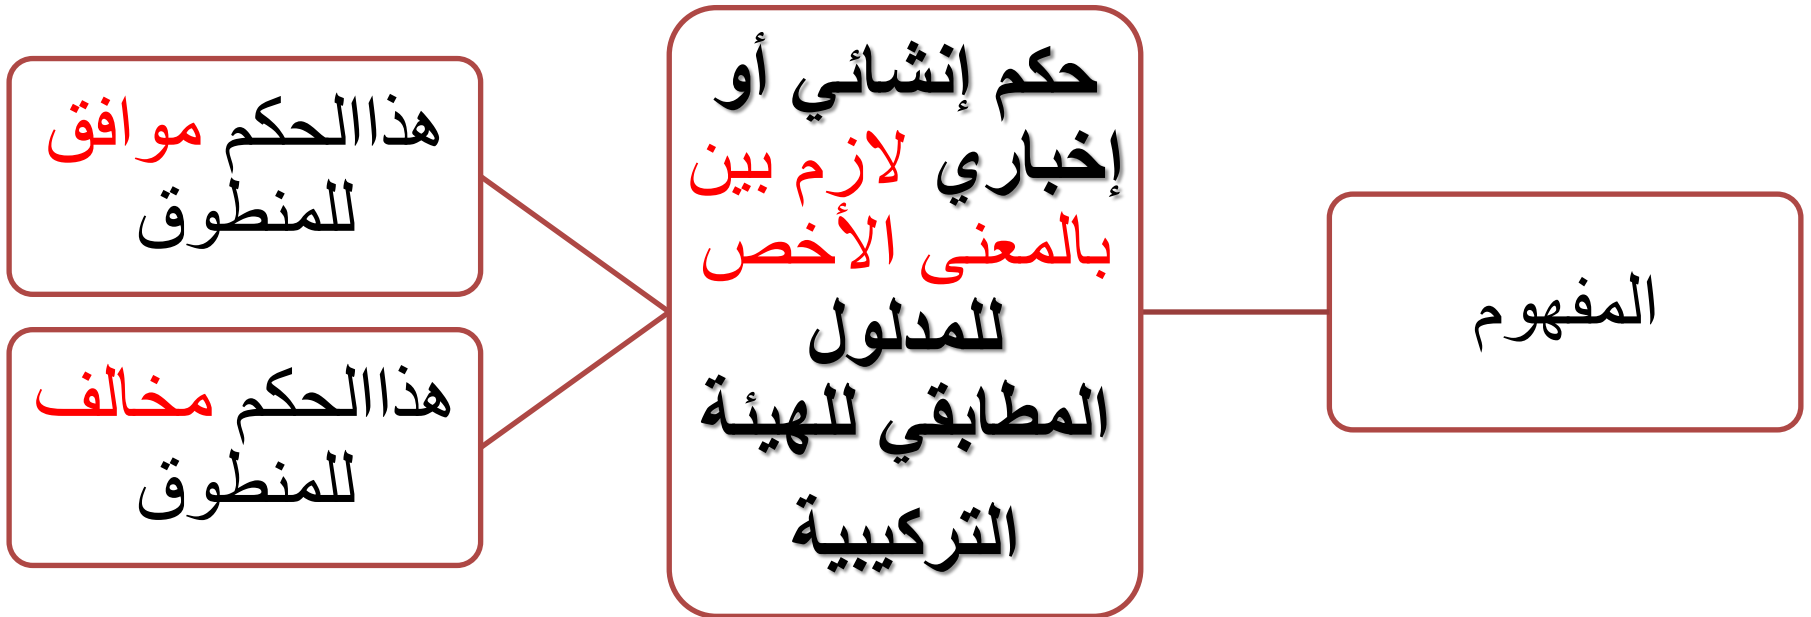 المفهوم
حكم إنشائي أو
إخباري لازم بين
بالمعنى الأخص
للمدلول
المطابقي للهيئة
التركيبية
هذاالحكم موافق
للمنطوق
هذاالحكم مخالف
للمنطوق